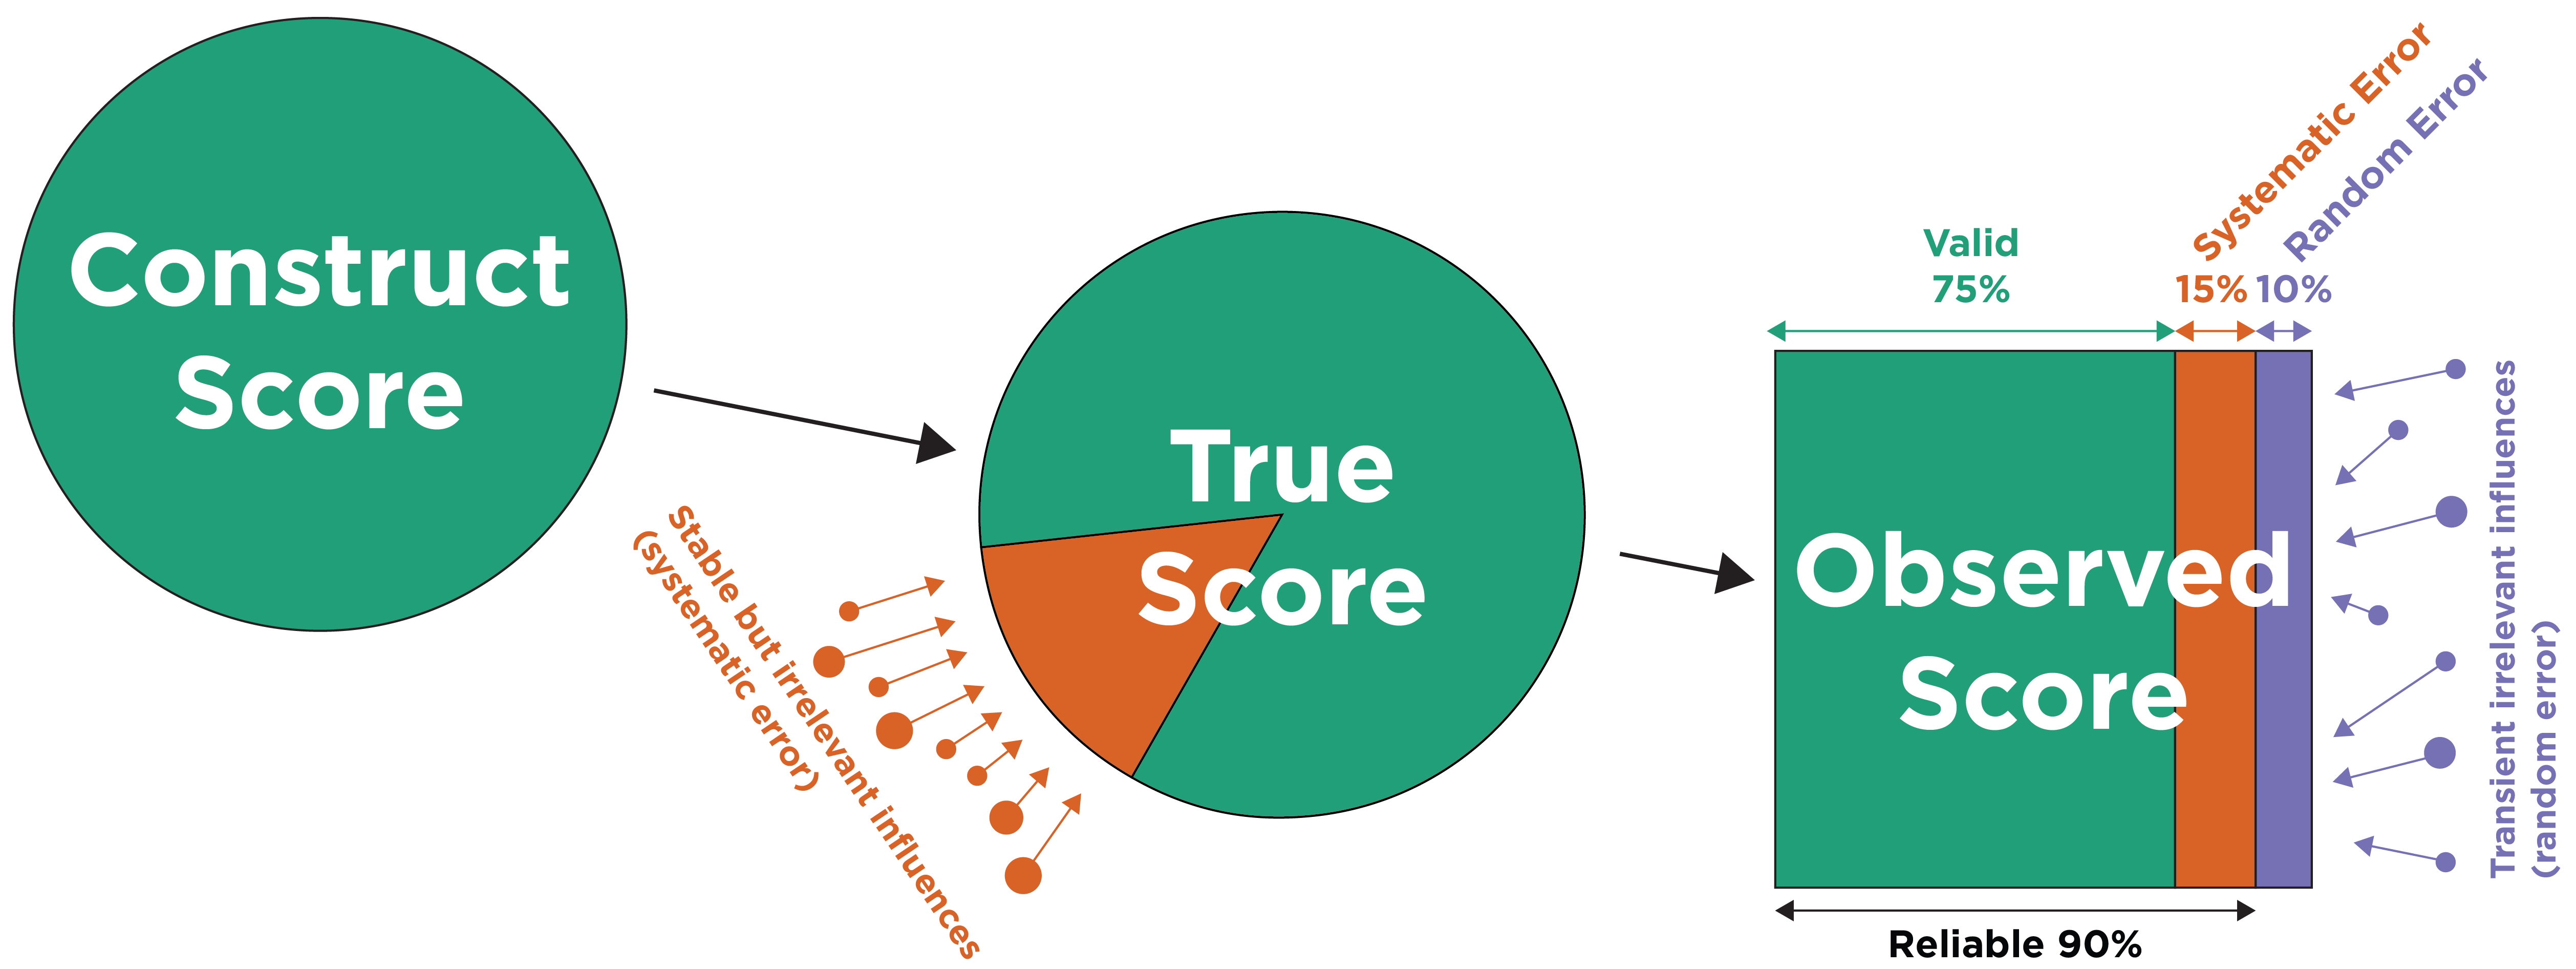 Construct
Score
Stable but irrelevant influences
(systematic error)
True
Score
Valid
75%
Systematic Error
15%
Random Error
10%
Observed
Score
Reliable 90%
Transient irrelevant influences
(random error)